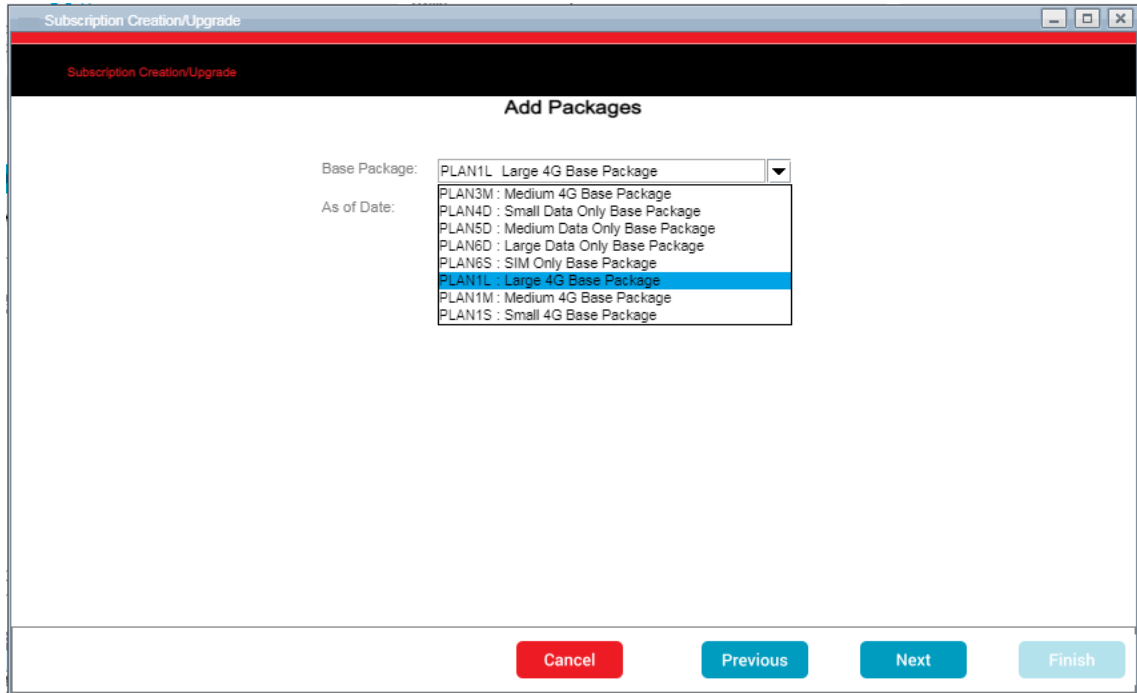 Subscription Creation/Upgrade
Subscription Creation/Upgrade
Add Packages
Base Package:
PLAN1L Large 4G Base Package
As of Date:
PLAN3M : Medium 4G Base Package
PLAN4D : Small Data Only Base Package
PLAN5D : Medium Data Only Base Package
PLAN6D : Large Data Only Base Package
PLAN6S : SIM Only Base Package
PLAN1L : Large 4G Base Package
PLAN1M : Medium 4G Base Package
PLAN1S : Small 4G Base Package
Cancel
Previous
Next
Finish